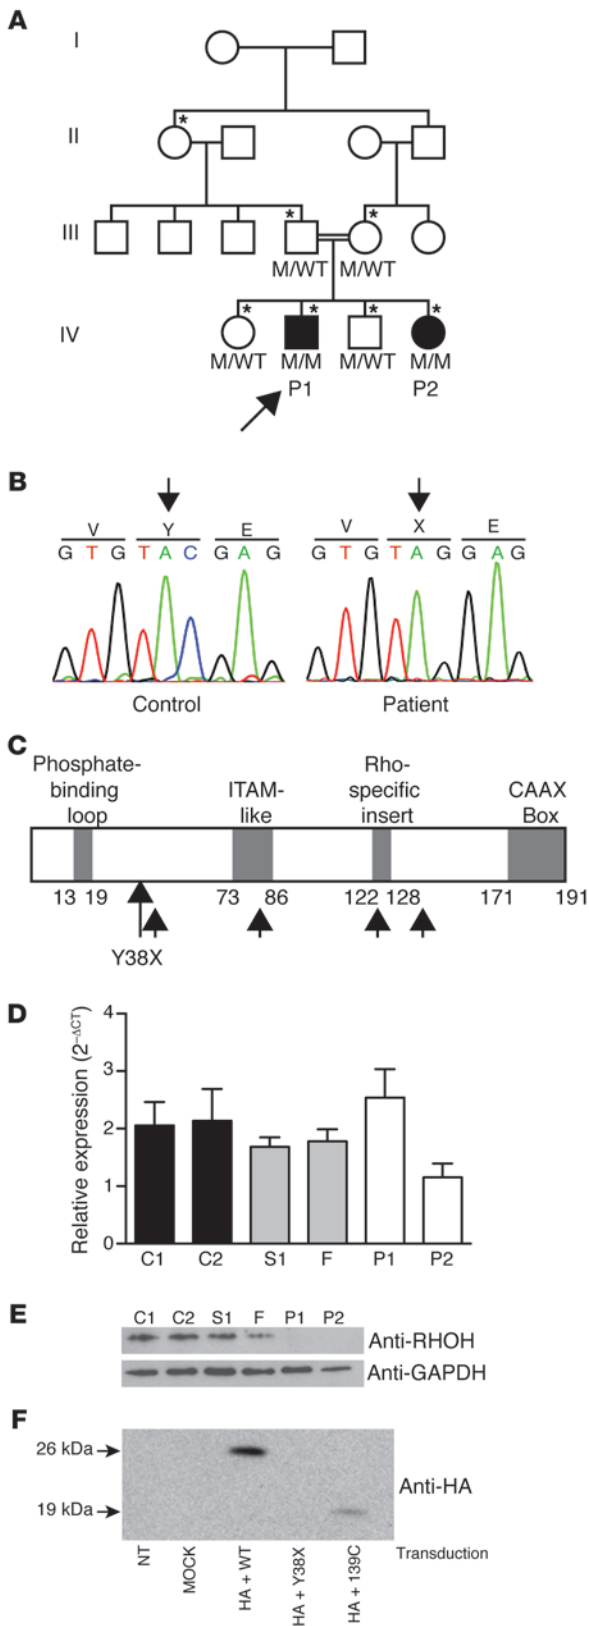 A
I
II
*
III
* *
M/WT M/WT
IV
* * * *
M/WT M/M M/WT M/M
P1 P2
B
V Y E V X E
G T G T A C G A G G T G T A G G A G
Control Patient
C
Phosphate-
binding
loop
ITAM-
like
Rho-
specific
insert
CAAX
Box
13 19 73 86 122 128 171 191
Y38X
D
Relative expression (2⁻ΔCT)
4
3
2
1
0
C1 C2 S1 F P1 P2
E
C1 C2 S1 F P1 P2
Anti-RHOH
Anti-GAPDH
F
26 kDa
Anti-HA
19 kDa
NT MOCK HA + WT HA + Y38X HA + 139C Transduction